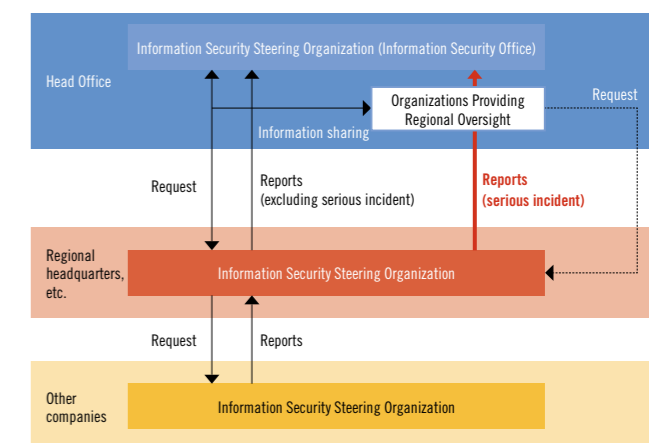 Information Security Steering Organization (Information Security Office)
Head Office
Organizations Providing
Regional Oversight
Request
Information sharing
Request
Reports
(excluding serious incident)
Reports
(serious incident)
Regional
headquarters,
etc.
Information Security Steering Organization
Request
Reports
Other
companies
Information Security Steering Organization